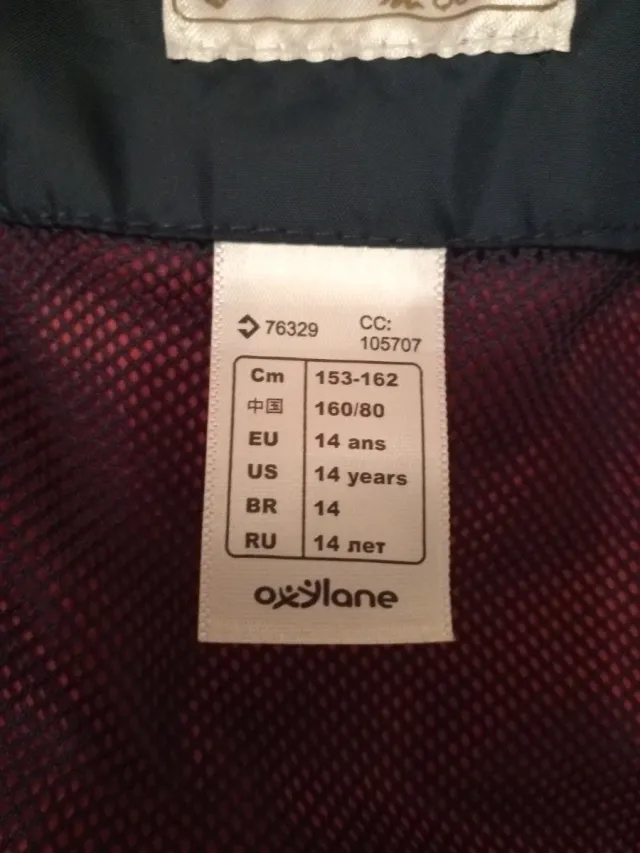 76329 CC:
105707
Cm 153-162
中国 160/80
EU 14 ans
US 14 years
BR 14
RU 14 лет
oxylane